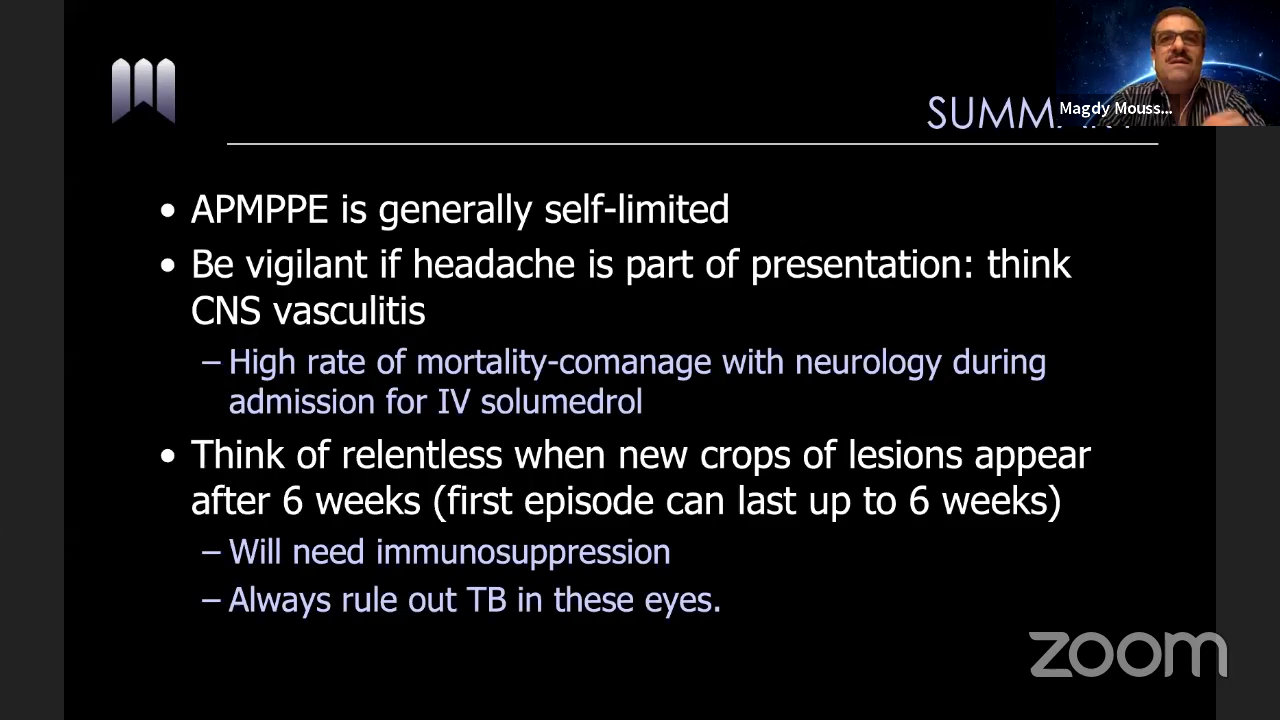 Magdy Mouss...
• APMPPE is generally self-limited
• Be vigilant if headache is part of presentation: think
CNS vasculitis
– High rate of mortality-comanage with neurology during
admission for IV solumedrol
• Think of relentless when new crops of lesions appear
after 6 weeks (first episode can last up to 6 weeks)
– Will need immunosuppression
– Always rule out TB in these eyes.
zoom